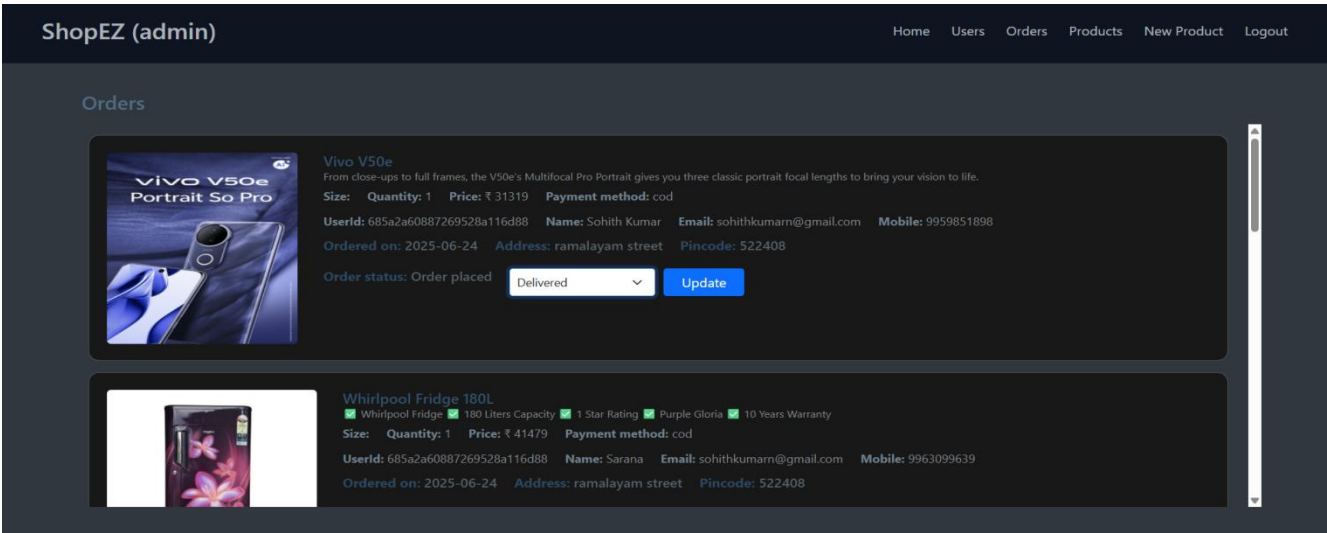 ShopEZ (admin)
Home Users Orders Products New Product Logout
Orders
vivo V50e
Portrait So Pro
Vivo V50e
From close-ups to full frames, the V50e's Multifocal Pro Portrait gives you three classic portrait focal lengths to bring your vision to life.
Size: Quantity: 1 Price: ₹ 31319 Payment method: cod
UserId: 685a2a60887269528a116d88 Name: Sohith Kumar Email: sohithkumarn@gmail.com Mobile: 9959851898
Ordered on: 2025-06-24 Address: ramalayam street Pincode: 522408
Order status: Order placed Delivered Update
Whirlpool Fridge 180L
✅ Whirlpool Fridge ✅ 180 Liters Capacity ✅ 1 Star Rating ✅ Purple Gloria ✅ 10 Years Warranty
Size: Quantity: 1 Price: ₹ 41479 Payment method: cod
UserId: 685a2a60887269528a116d88 Name: Sarana Email: sohithkumarn@gmail.com Mobile: 9963099639
Ordered on: 2025-06-24 Address: ramalayam street Pincode: 522408